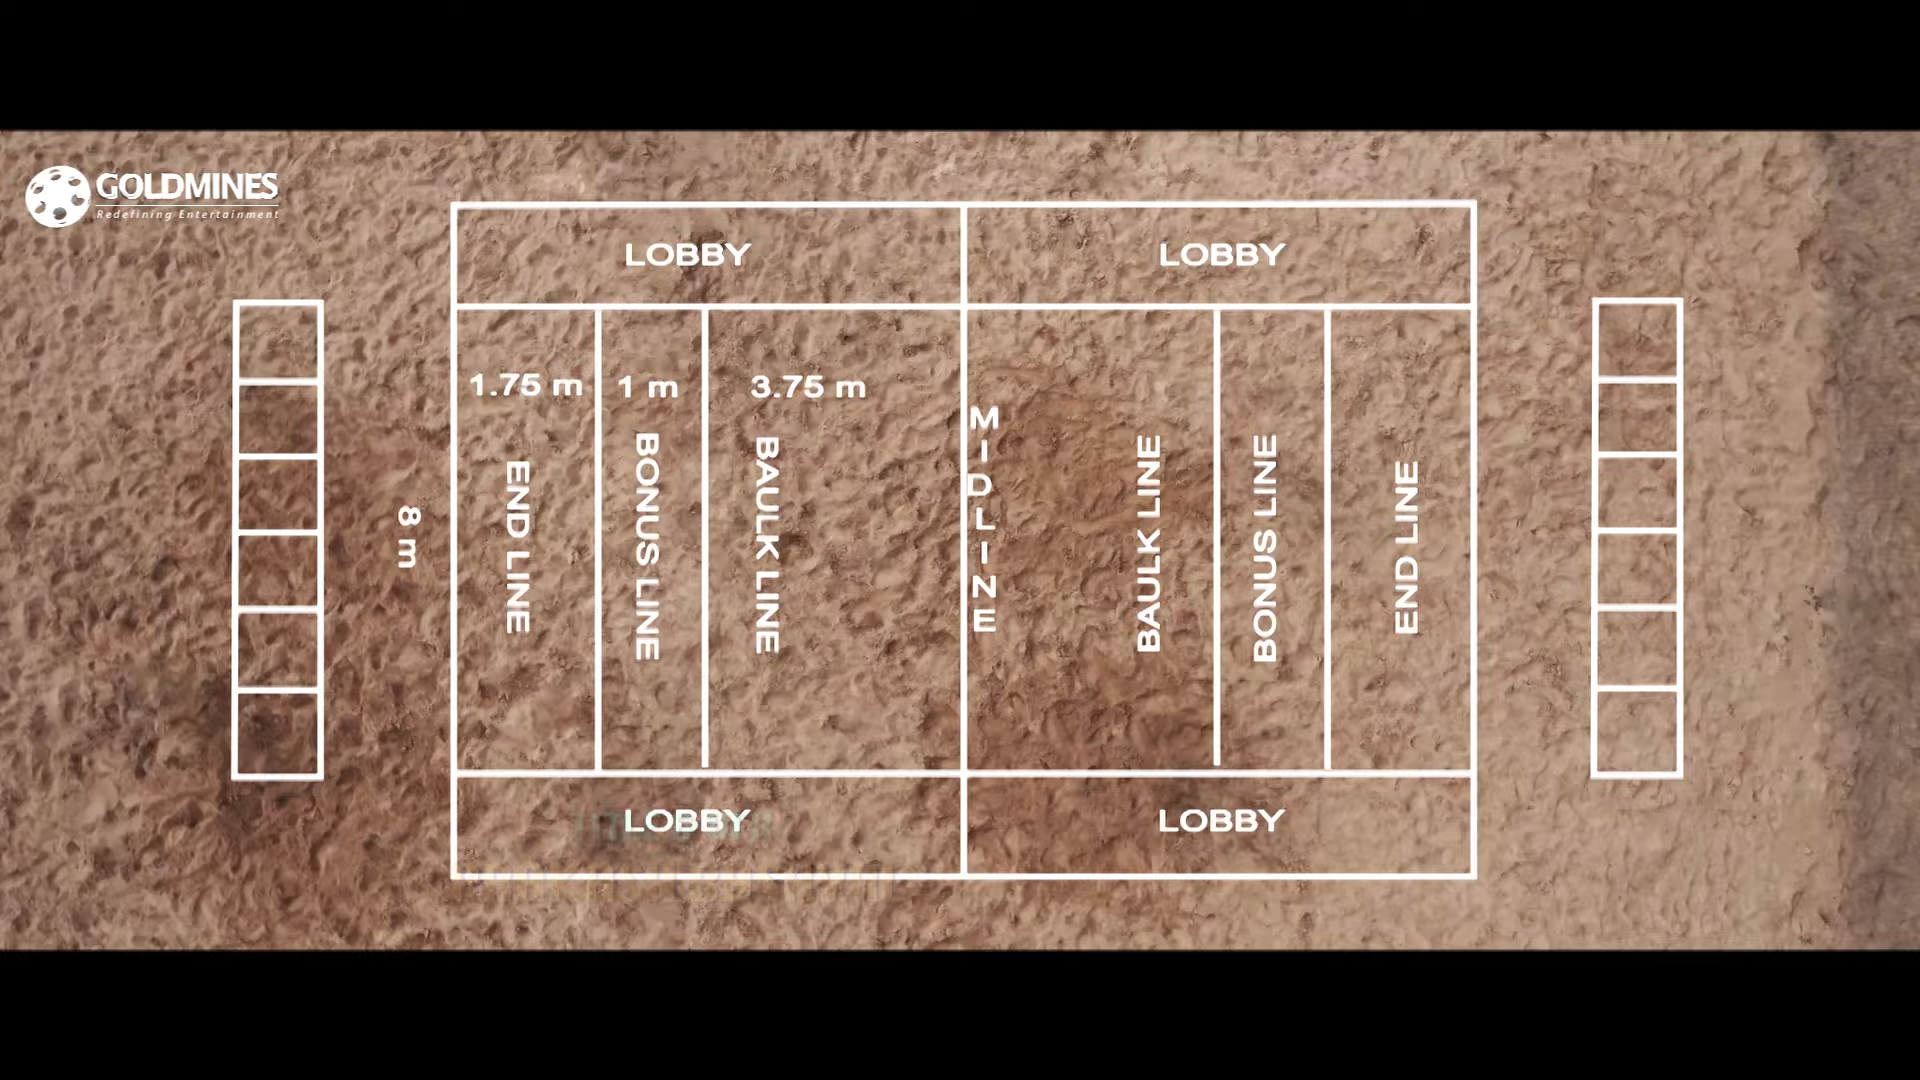 GOLDMINES
Redefining Entertainment
LOBBY
LOBBY
1.75 m
1 m
3.75 m
8 m
END LINE
BONUS LINE
BAULK LINE
MIDLINE
BAULK LINE
BONUS LINE
END LINE
LOBBY
LOBBY